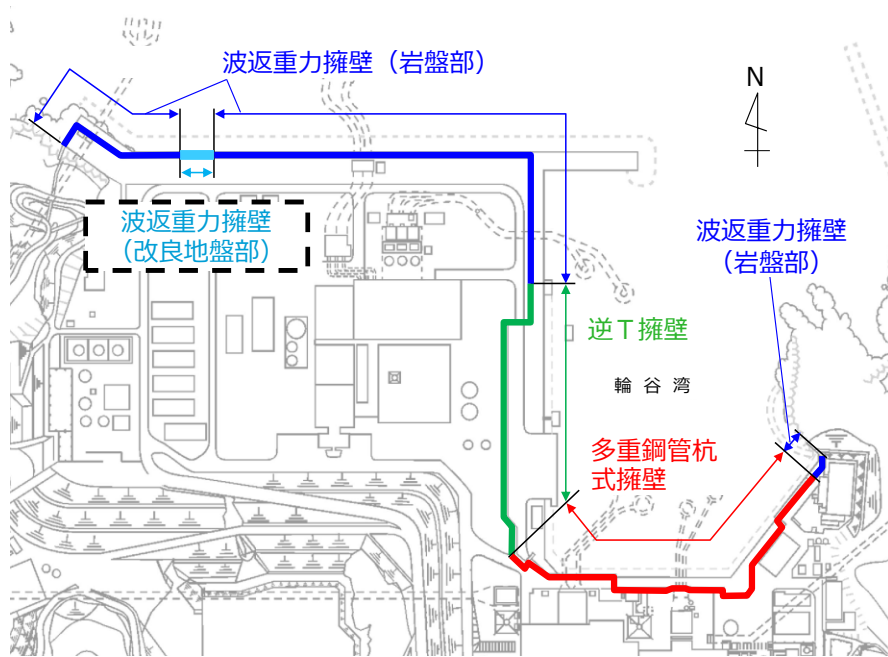 波返重力擁壁（岩盤部）
N
波返重力擁壁
（改良地盤部）
波返重力擁壁
（岩盤部）
逆Ｔ擁壁
輪谷湾
多重鋼管杭
式擁壁